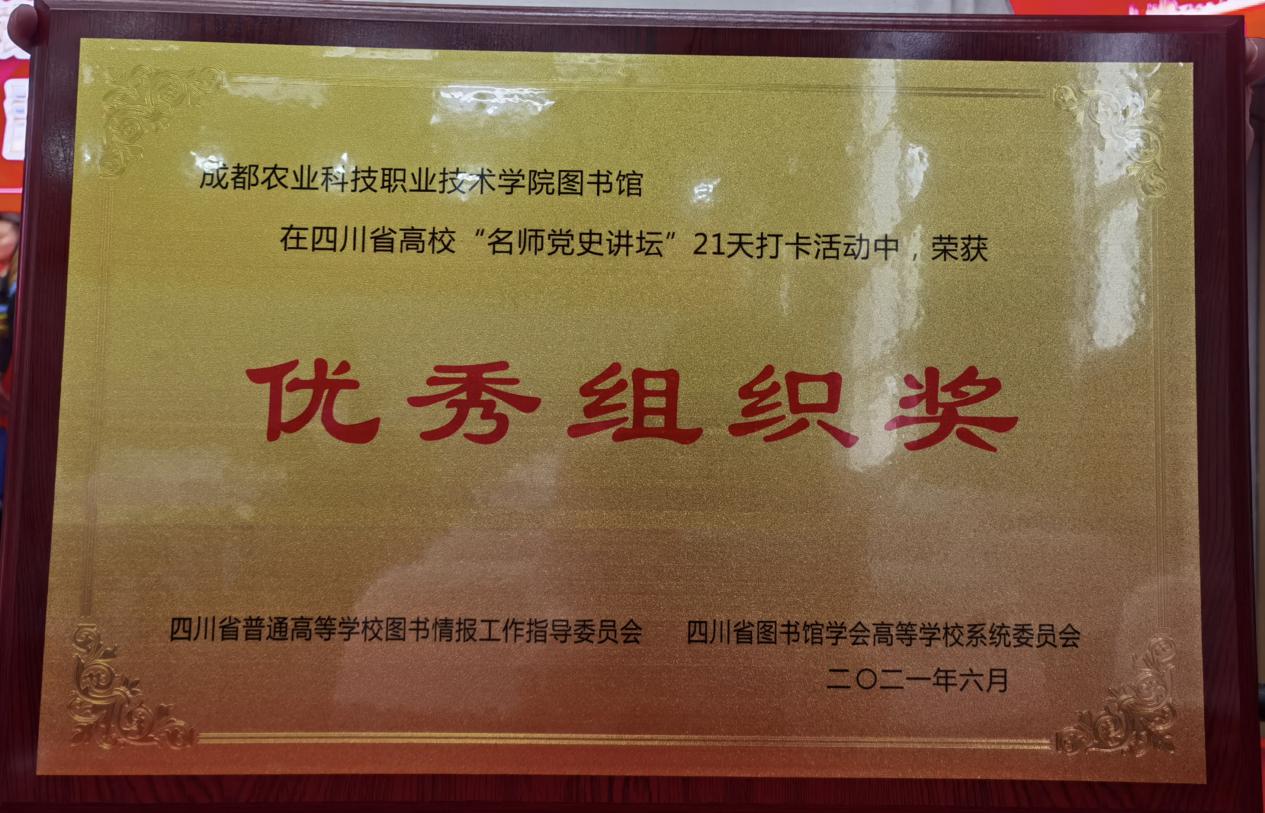 成都农业科技职业技术学院图书馆
在四川省高校“名师党史讲坛”21天打卡活动中，荣获
优秀组织奖
四川省普通高等学校图书情报工作指导委员会 四川省图书馆学会高等学校系统委员会
二〇二一年六月